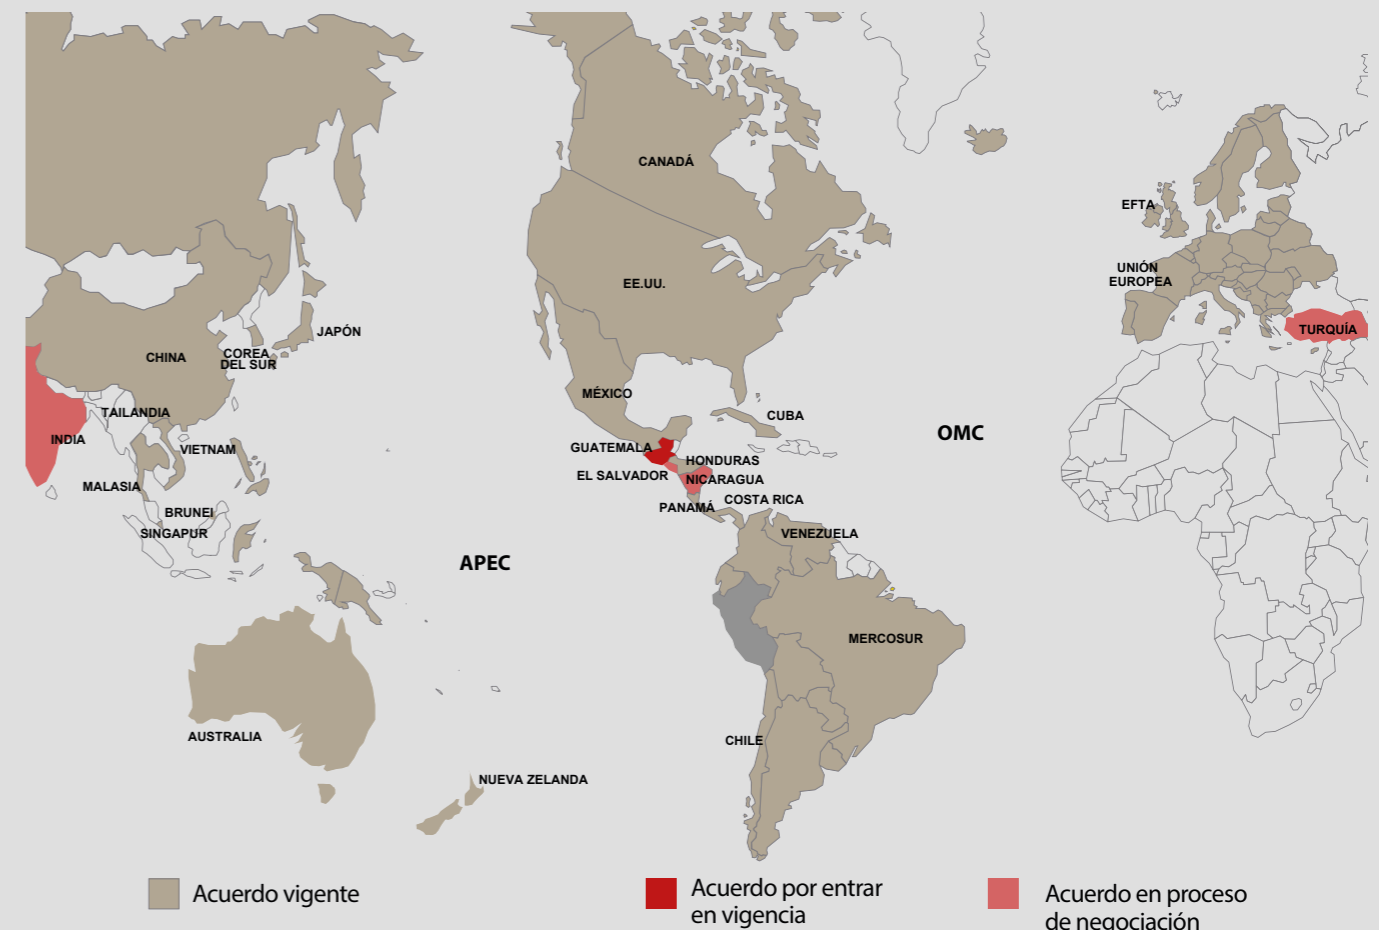 CANADÁ
EFTA
UNIÓN
EUROPEA
EE.UU.
TURQUÍA
JAPÓN
CHINA
COREA
DEL SUR
MÉXICO
TAILANDIA
CUBA
INDIA
VIETNAM
OMC
GUATEMALA
HONDURAS
EL SALVADOR
NICARAGUA
MALASIA
COSTA RICA
PANAMÁ
BRUNEI
SINGAPUR
VENEZUELA
APEC
MERCOSUR
AUSTRALIA
CHILE
NUEVA ZELANDA
Acuerdo vigente
Acuerdo por entrar
en vigencia
Acuerdo en proceso
de negociación